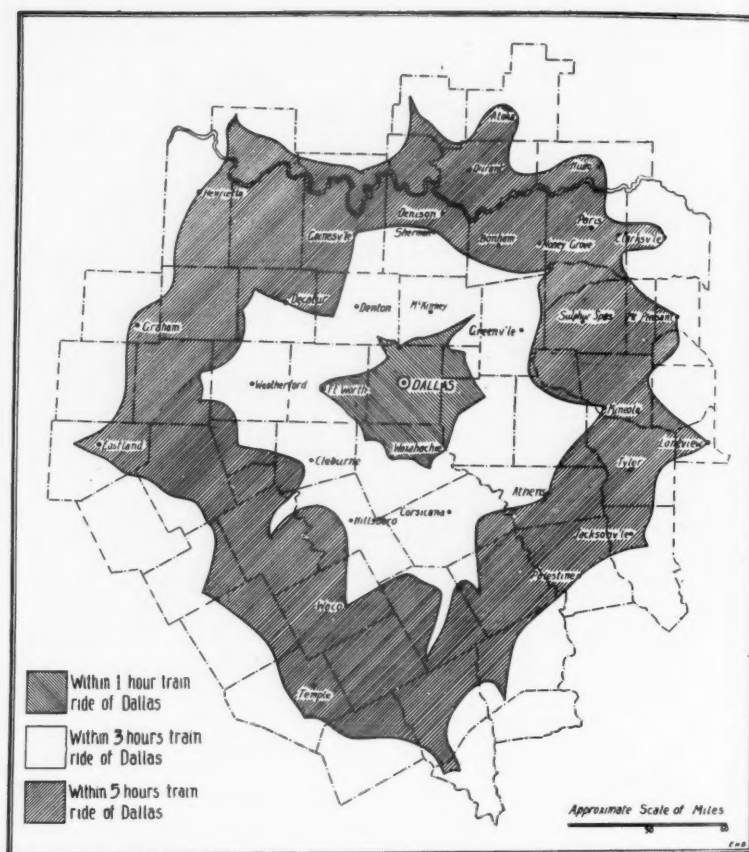 Atoka
Durant
Hugo
Henrietta
Denison
Paris
Gainesville
Sherman
Bonham
Honey Grove
Clarksville
Decatur
Denton
McKinney
Sulphur Spgs
Mt Pleasant
Graham
Greenville
Weatherford
Ft Worth
DALLAS
Mineola
Eastland
Waxahachie
Longview
Cleburne
Tyler
Athens
Hillsboro
Corsicana
Jacksonville
Palestine
Waco
Temple
Within 1 hour train
ride of Dallas
Within 3 hours train
ride of Dallas
Within 5 hours train
ride of Dallas
Approximate Scale of Miles